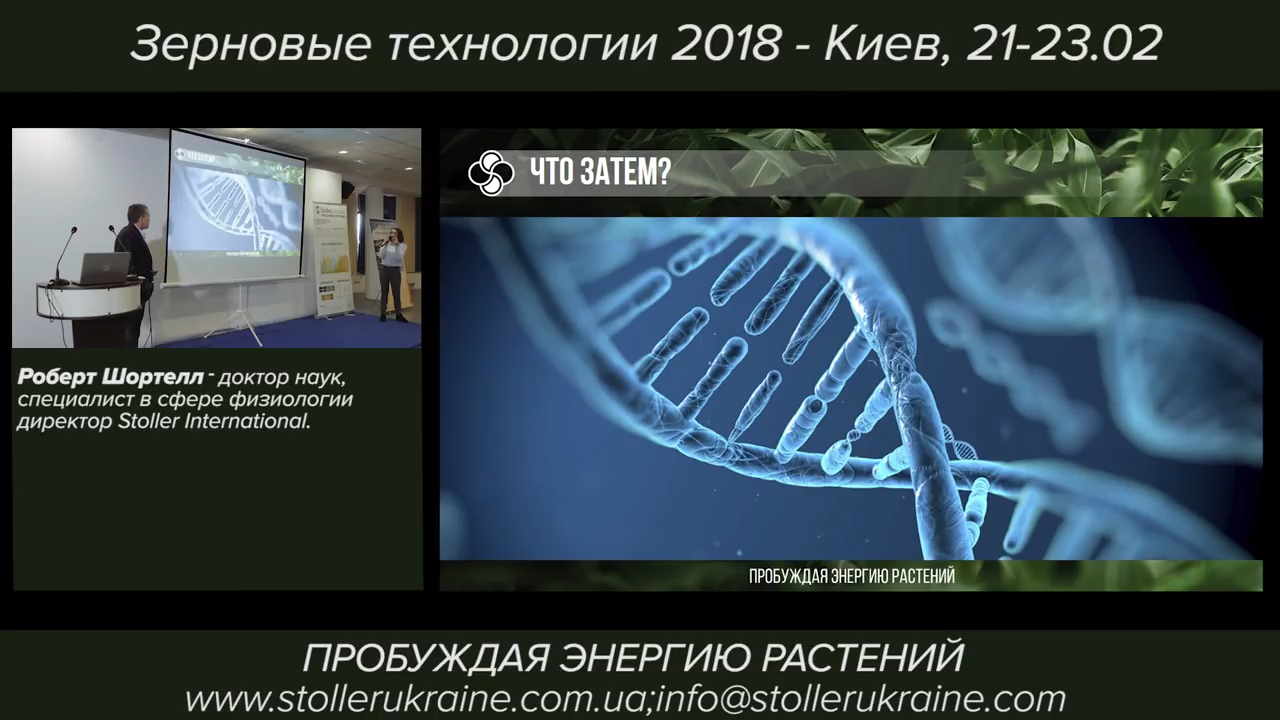 Зерновые технологии 2018 - Киев, 21-23.02
ЧТО ЗАТЕМ?
Роберт Шортелл - доктор наук,
специалист в сфере физиологии
директор Stoller International.
ПРОБУЖДАЯ ЭНЕРГИЮ РАСТЕНИЙ
ПРОБУЖДАЯ ЭНЕРГИЮ РАСТЕНИЙ
www.stollerukraine.com.ua;info@stollerukraine.com